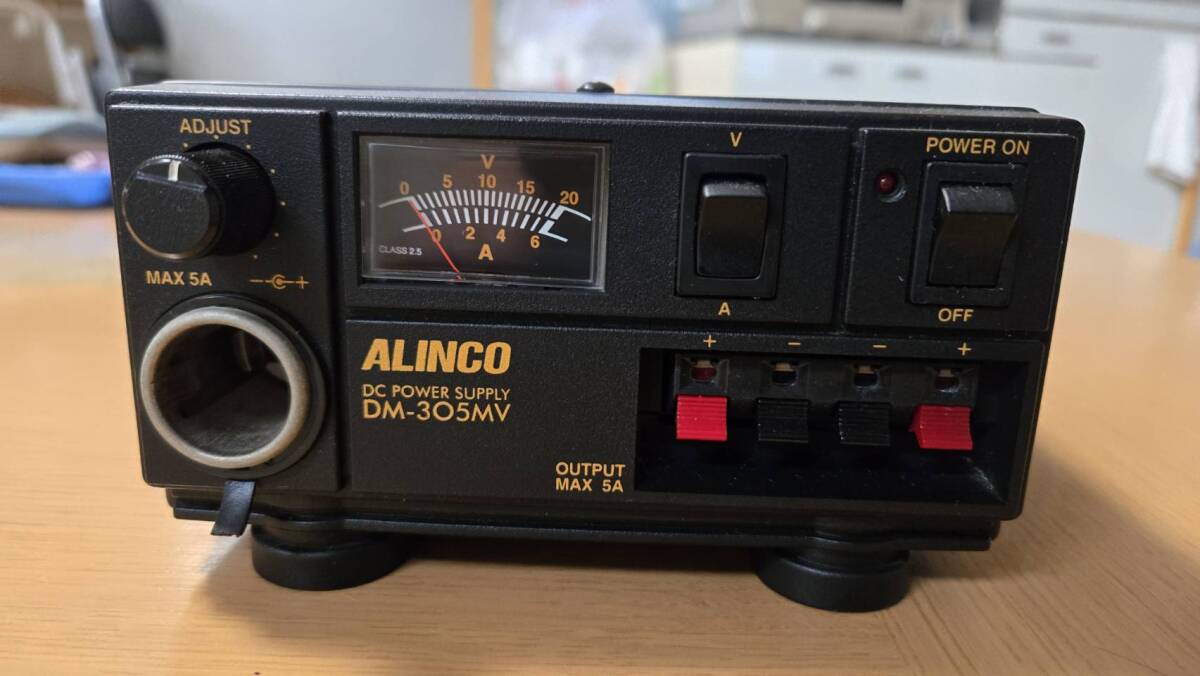 ADJUST
MAX 5A
- +
V
0 5 10 15 20
0 2 4 6
CLASS 2.5
A
V
A
POWER ON
OFF
ALINCO
DC POWER SUPPLY
DM-305MV
OUTPUT
MAX 5A
+ - - +